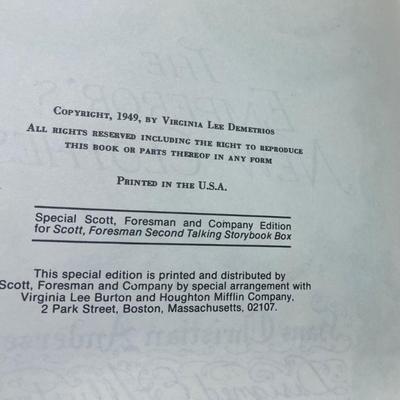 COPYRIGHT, 1949, BY VIRGINIA LEE DEMETRIOS
ALL RIGHTS RESERVED INCLUDING THE RIGHT TO REPRODUCE
THIS BOOK OR PARTS THEREOF IN ANY FORM
PRINTED IN THE U.S.A.
Special Scott, Foresman and Company Edition
for Scott, Foresman Second Talking Storybook Box
This special edition is printed and distributed by
Scott, Foresman and Company by special arrangement with
Virginia Lee Burton and Houghton Mifflin Company,
2 Park Street, Boston, Massachusetts, 02107.